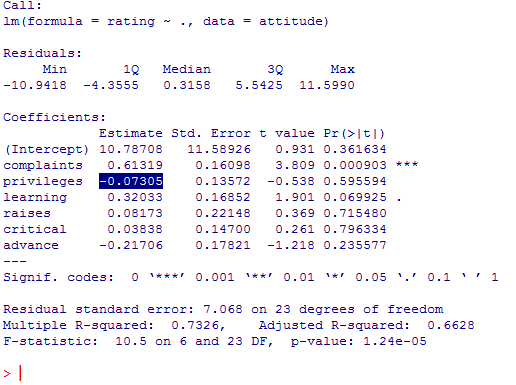 Call:
lm(formula = rating ~ ., data = attitude)
Residuals:
     Min       1Q   Median       3Q      Max
-10.9418  -4.3555   0.3158   5.5425  11.5990
Coefficients:
            Estimate Std. Error t value Pr(>|t|)
(Intercept) 10.78708   11.58926   0.931 0.361634
complaints   0.61319    0.16098   3.809 0.000903 ***
privileges  -0.07305    0.13572  -0.538 0.595594
learning     0.32033    0.16852   1.901 0.069925 .
raises       0.08173    0.22148   0.369 0.715480
critical     0.03838    0.14700   0.261 0.796334
advance     -0.21706    0.17821  -1.218 0.235577
---
Signif. codes:  0 ‘***’ 0.001 ‘**’ 0.01 ‘*’ 0.05 ‘.’ 0.1 ‘ ’ 1
Residual standard error: 7.068 on 23 degrees of freedom
Multiple R-squared:  0.7326,    Adjusted R-squared:  0.6628
F-statistic:  10.5 on 6 and 23 DF,  p-value: 1.24e-05
>